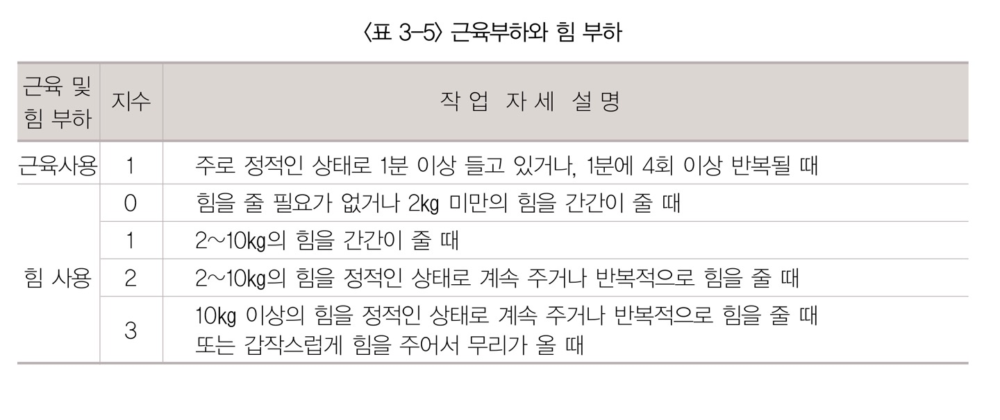 〈표 3-5〉 근육부하와 힘 부하
근육 및
힘 부하
지수
작 업 자 세 설 명
근육사용
1
주로 정적인 상태로 1분 이상 들고 있거나, 1분에 4회 이상 반복될 때
힘 사용
0
힘을 줄 필요가 없거나 2kg 미만의 힘을 간간이 줄 때
1
2~10kg의 힘을 간간이 줄 때
2
2~10kg의 힘을 정적인 상태로 계속 주거나 반복적으로 힘을 줄 때
3
10kg 이상의 힘을 정적인 상태로 계속 주거나 반복적으로 힘을 줄 때
또는 갑작스럽게 힘을 주어서 무리가 올 때